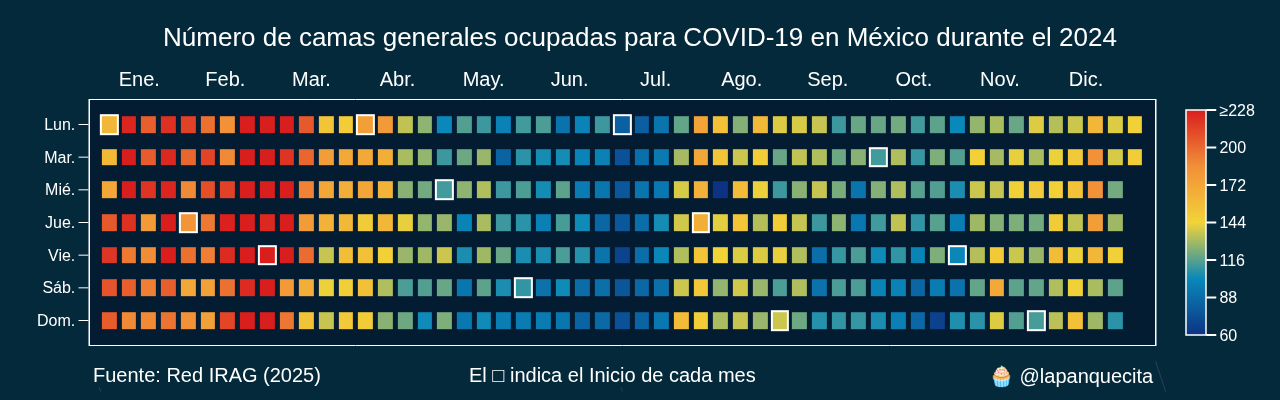 Número de camas generales ocupadas para COVID-19 en México durante el 2024
Ene. Feb. Mar. Abr. May. Jun. Jul. Ago. Sep. Oct. Nov. Dic.
Lun.
Mar.
Mié.
Jue.
Vie.
Sáb.
Dom.
≥228
200
172
144
116
88
60
Fuente: Red IRAG (2025)
El □ indica el Inicio de cada mes
🧁 @lapanquecita